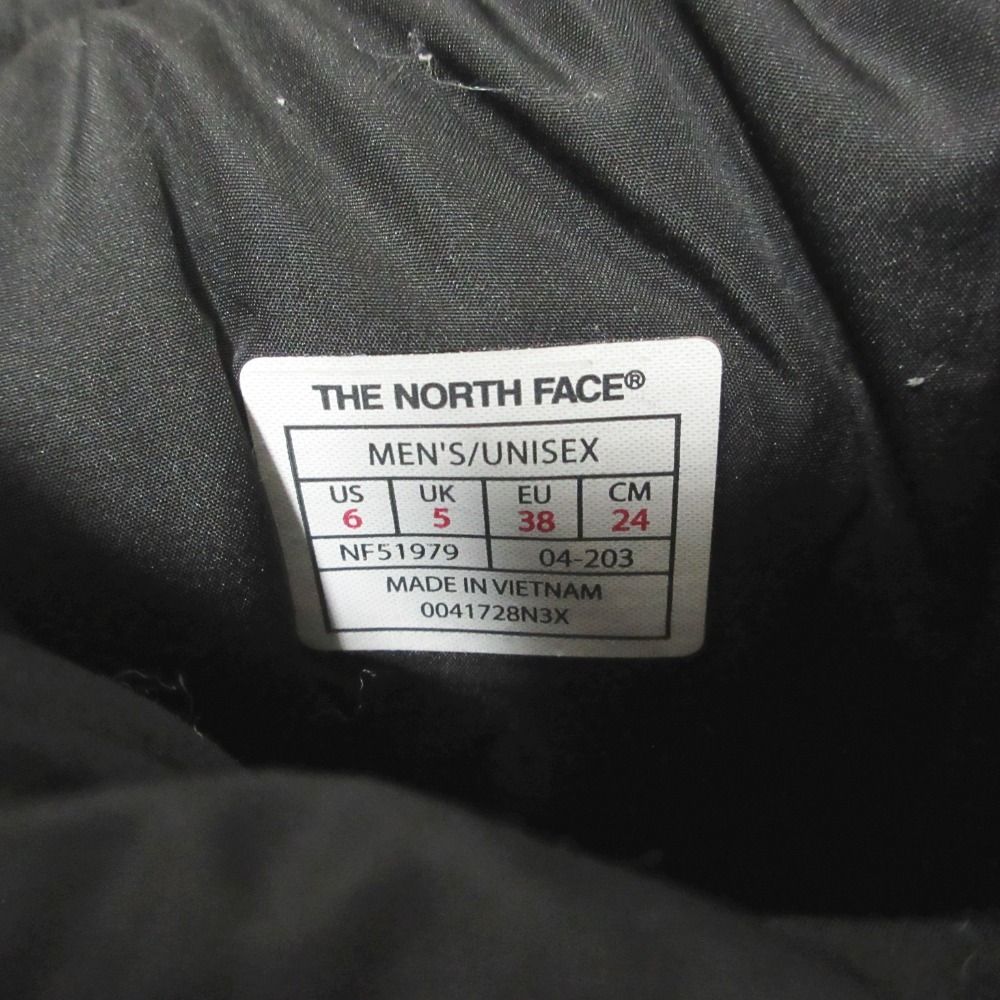 THE NORTH FACE®
MEN'S/UNISEX
US UK EU CM
6 5 38 24
NF51979 04-203
MADE IN VIETNAM
0041728N3X